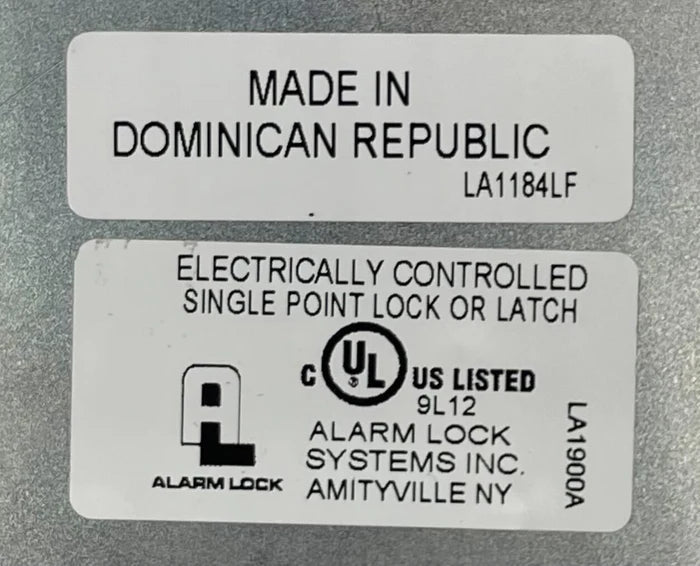 MADE IN
DOMINICAN REPUBLIC
LA1184LF
ELECTRICALLY CONTROLLED
SINGLE POINT LOCK OR LATCH
C UL ® US LISTED
9L12
AL
ALARM LOCK
ALARM LOCK
SYSTEMS INC.
AMITYVILLE NY
LA1900A